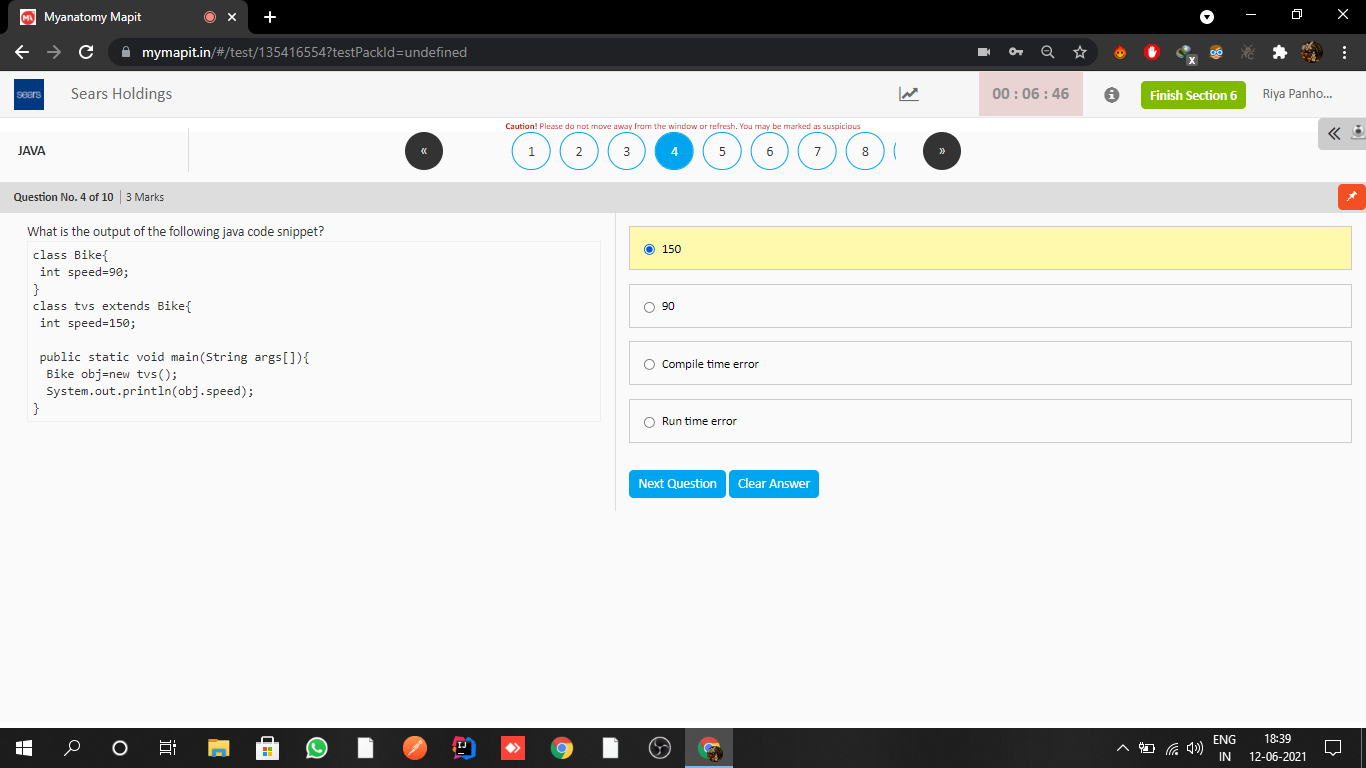 Myanatomy Mapit
mymapit.in/#/test/135416554?testPackId=undefined
sears
Sears Holdings
00 : 06 : 46
Finish Section 6
Riya Panho...
Caution! Please do not move away from the window or refresh, You may be marked as suspicious
JAVA
« 1 2 3 4 5 6 7 8 »
Question No. 4 of 10 | 3 Marks
What is the output of the following java code snippet?
class Bike{
 int speed=90;
}
class tvs extends Bike{
 int speed=150;
 public static void main(String args[]){
  Bike obj=new tvs();
  System.out.println(obj.speed);
}
150
90
Compile time error
Run time error
Next Question
Clear Answer
ENG
IN
18:39
12-06-2021